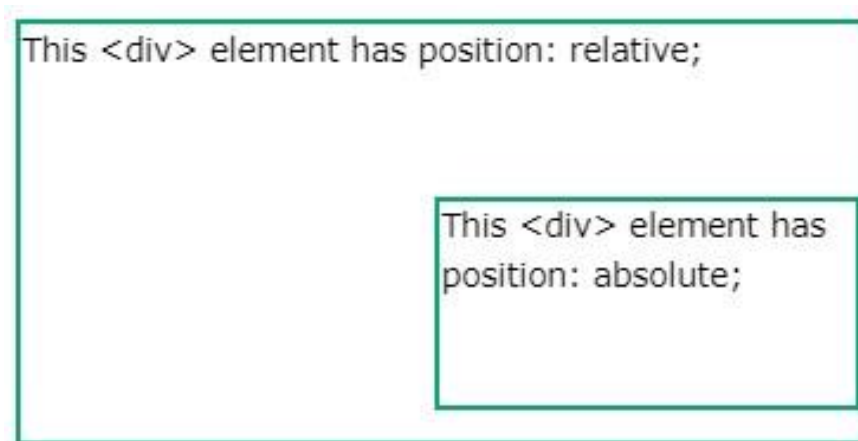 This <div> element has position: relative;
This <div> element has
position: absolute;